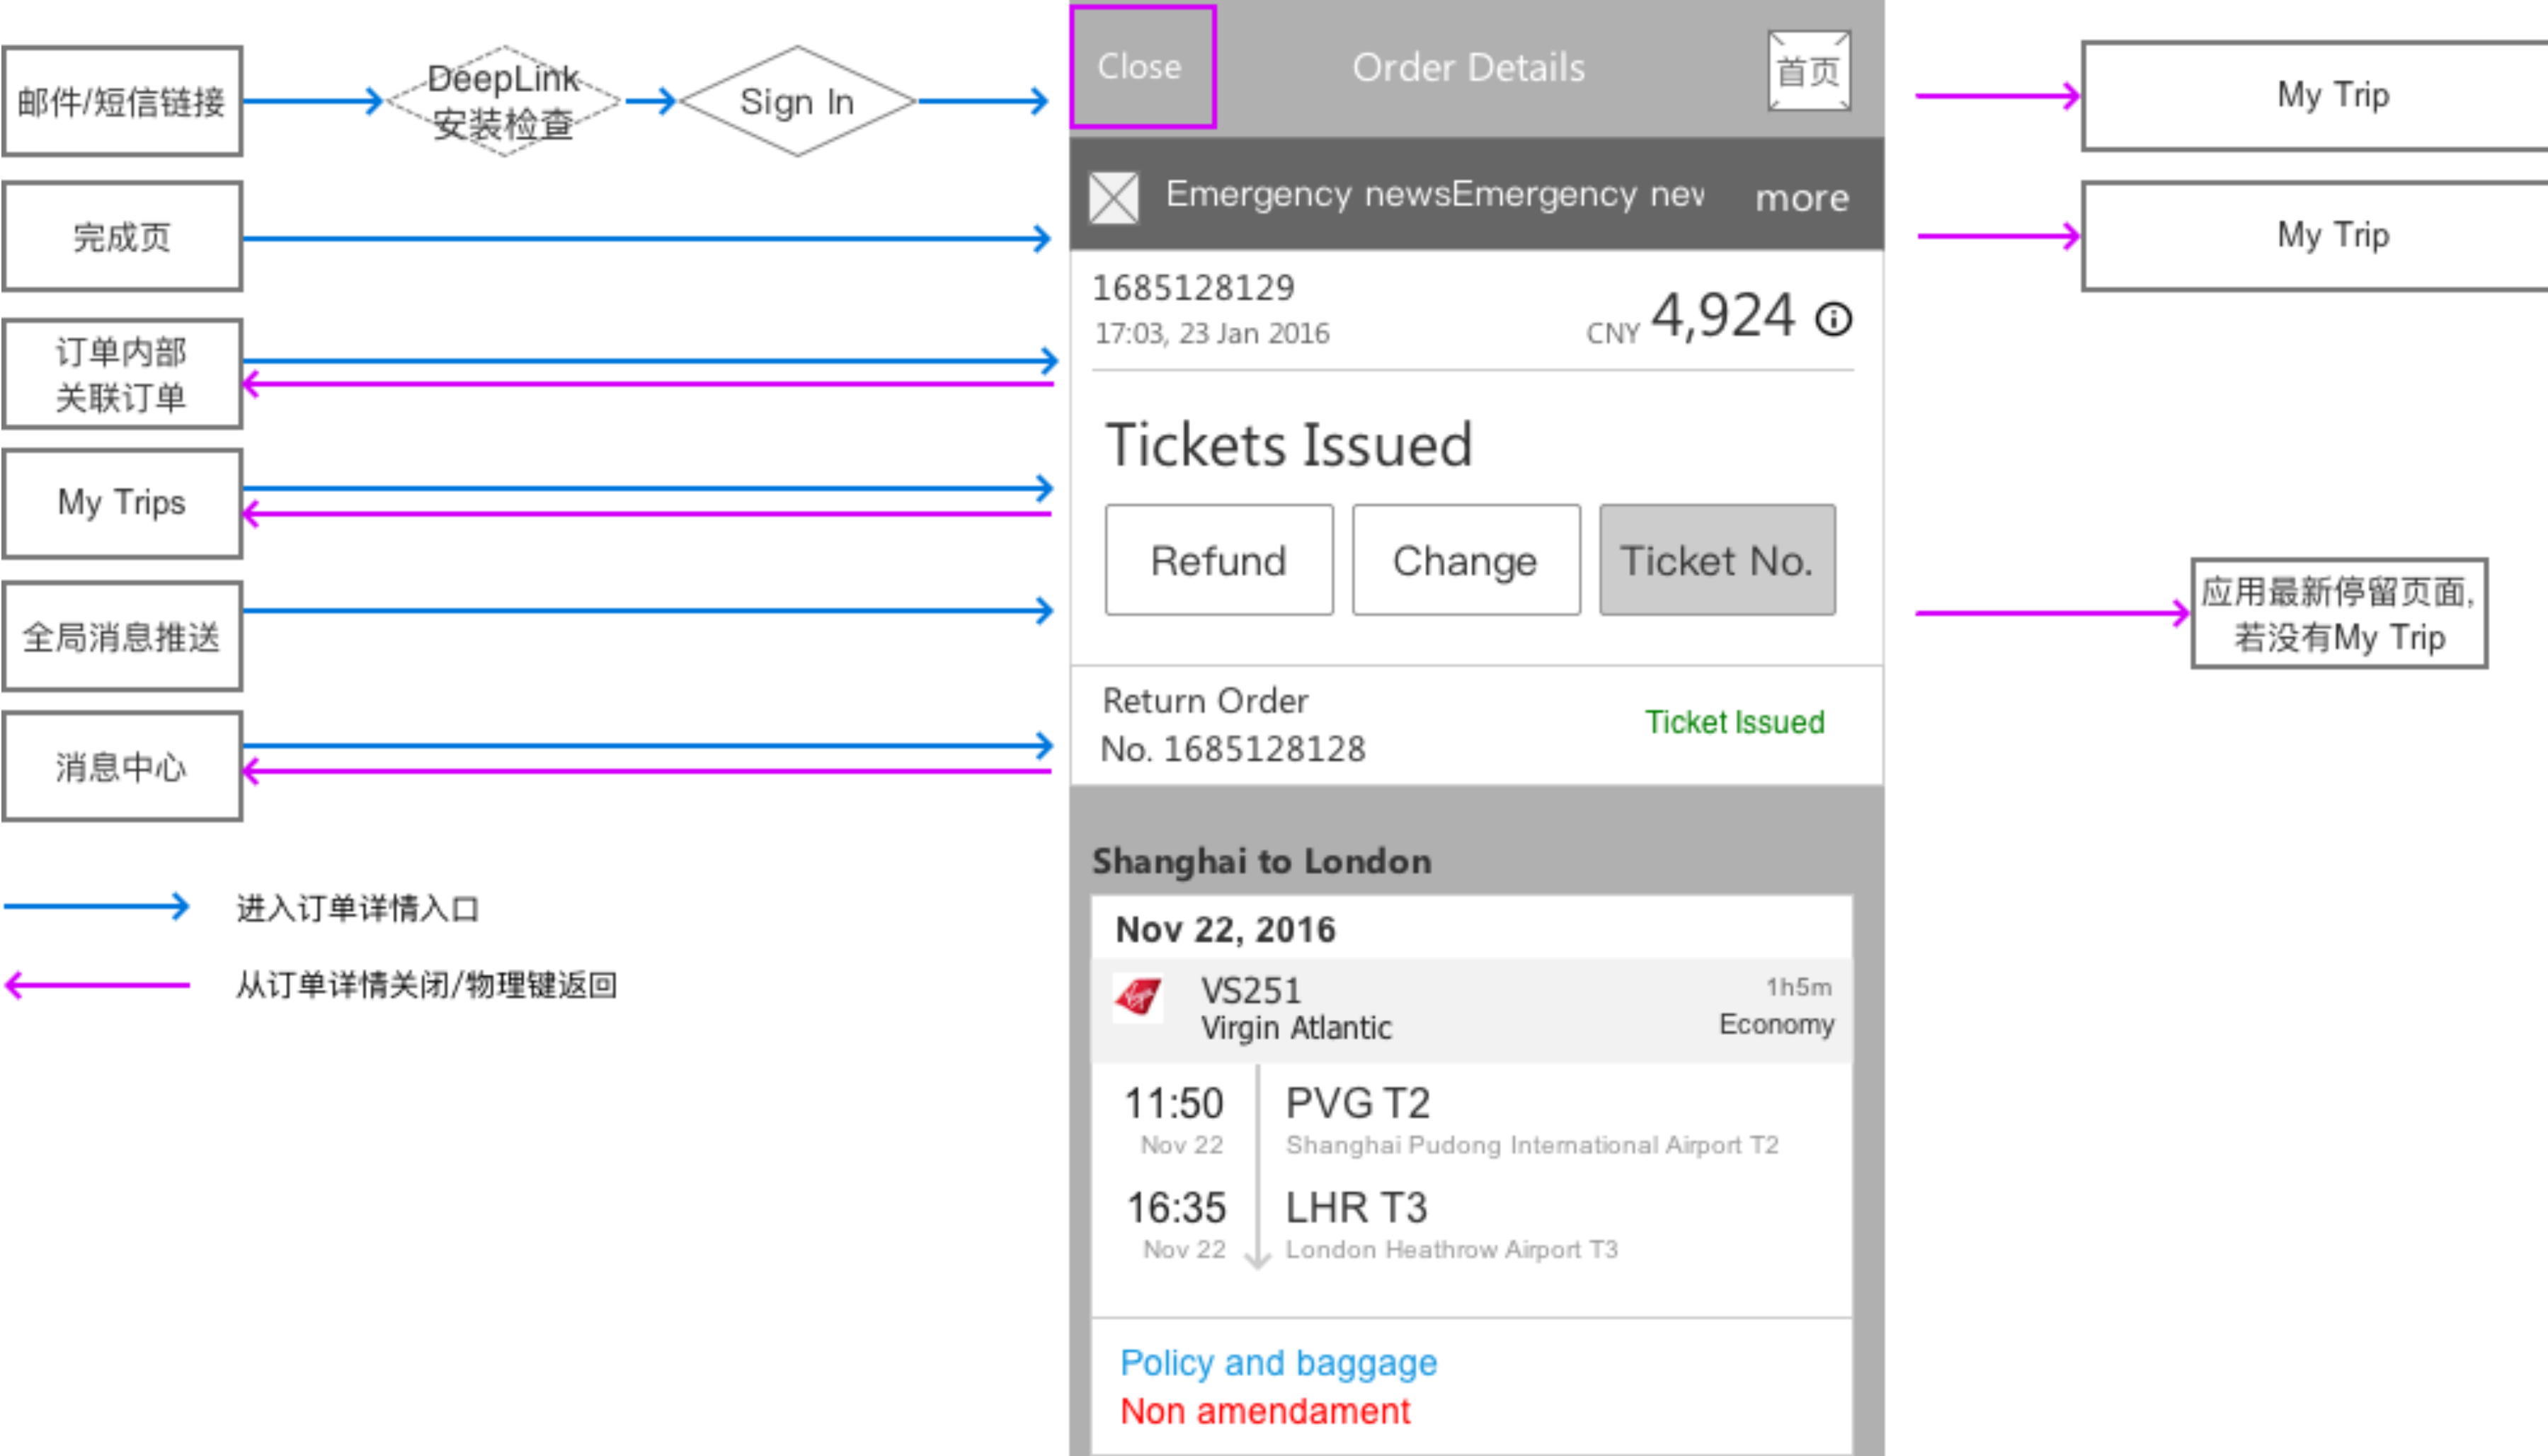 邮件/短信链接
DeepLink
安装检查
Sign In
完成页
订单内部
关联订单
My Trips
全局消息推送
消息中心
进入订单详情入口
从订单详情关闭/物理键返回
Close
Order Details
首页
Emergency newsEmergency nev
more
1685128129
17:03, 23 Jan 2016
CNY 4,924
Tickets Issued
Refund
Change
Ticket No.
Return Order
No. 1685128128
Ticket Issued
Shanghai to London
Nov 22, 2016
VS251
Virgin Atlantic
1h5m
Economy
11:50
Nov 22
PVG T2
Shanghai Pudong International Airport T2
16:35
Nov 22
LHR T3
London Heathrow Airport T3
Policy and baggage
Non amendament
My Trip
My Trip
应用最新停留页面,
若没有My Trip